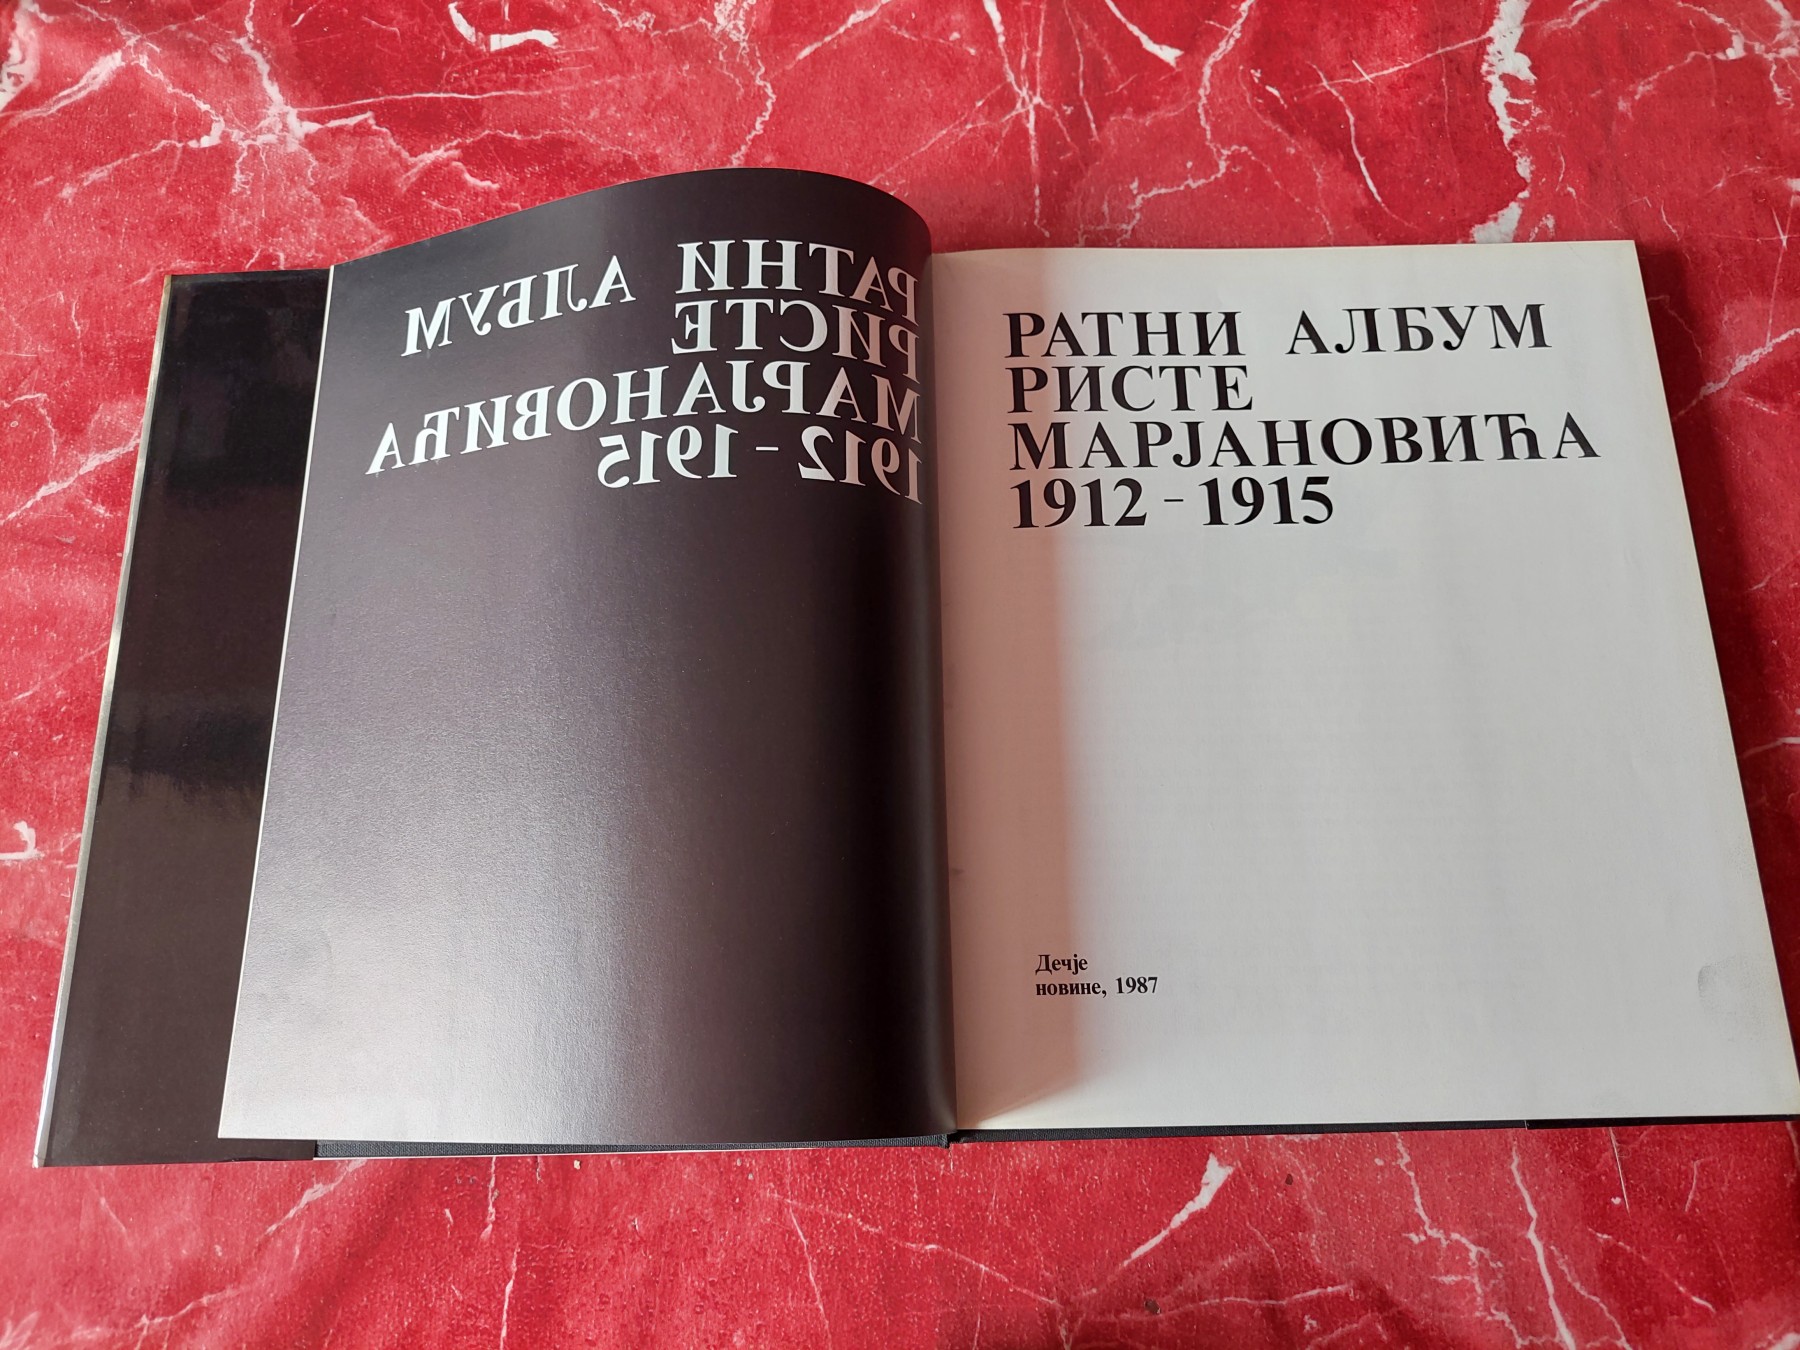 РАТНИ АЛБУМ
РИСТЕ
МАРЈАНОВИЋА
1912-1915
РАТНИ АЛБУМ
РИСТЕ
МАРЈАНОВИЋА
1912-1915
Дечје
новине, 1987